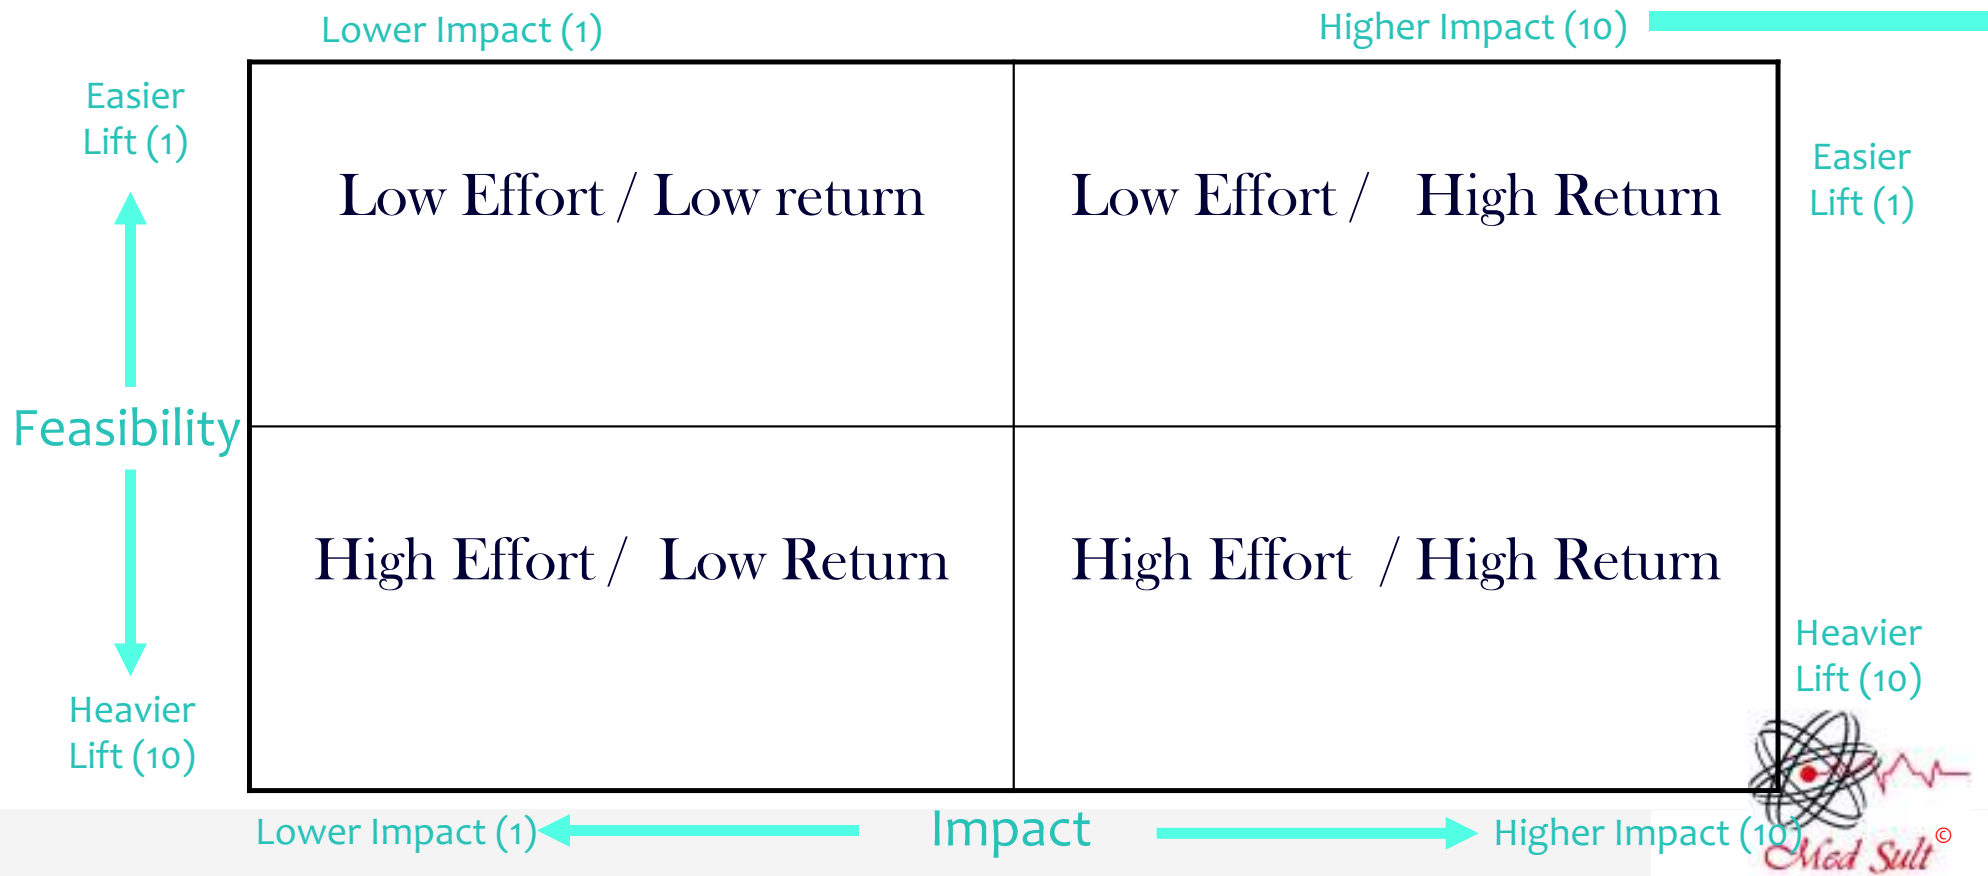 Lower Impact (1)
Higher Impact (10)
Easier
Lift (1)
Low Effort / Low return
Low Effort / High Return
Easier
Lift (1)
Feasibility
High Effort / Low Return
High Effort / High Return
Heavier
Lift (10)
Heavier
Lift (10)
Lower Impact (1)
Impact
Higher Impact (10)
Med Sult ©